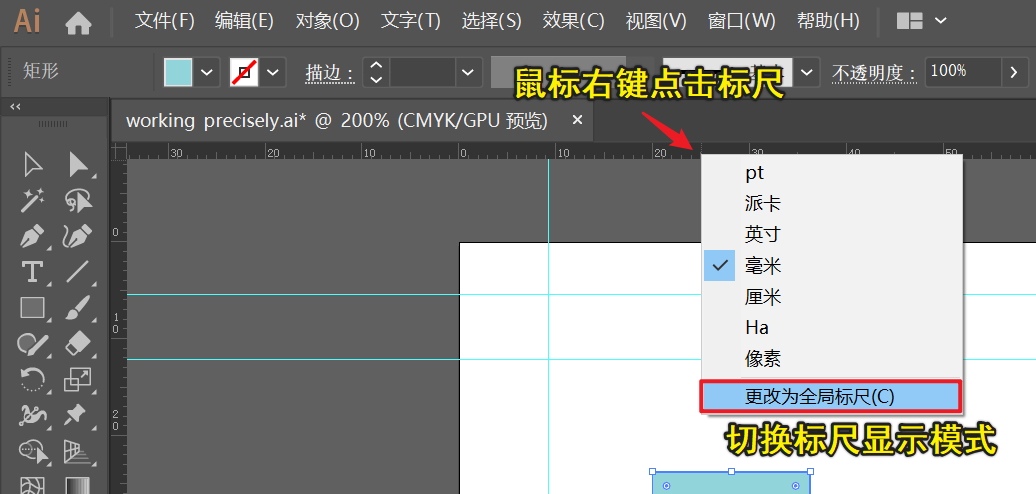 Ai 文件(F) 编辑(E) 对象(O) 文字(T) 选择(S) 效果(C) 视图(V) 窗口(W) 帮助(H)
矩形 描边: 不透明度: 100%
鼠标右键点击标尺
working precisely.ai* @ 200% (CMYK/GPU 预览) ×
30 20 10 0 10 20 30 40 50
pt
派卡
英寸
毫米
厘米
Ha
像素
更改为全局标尺(C)
切换标尺显示模式
0
10
20